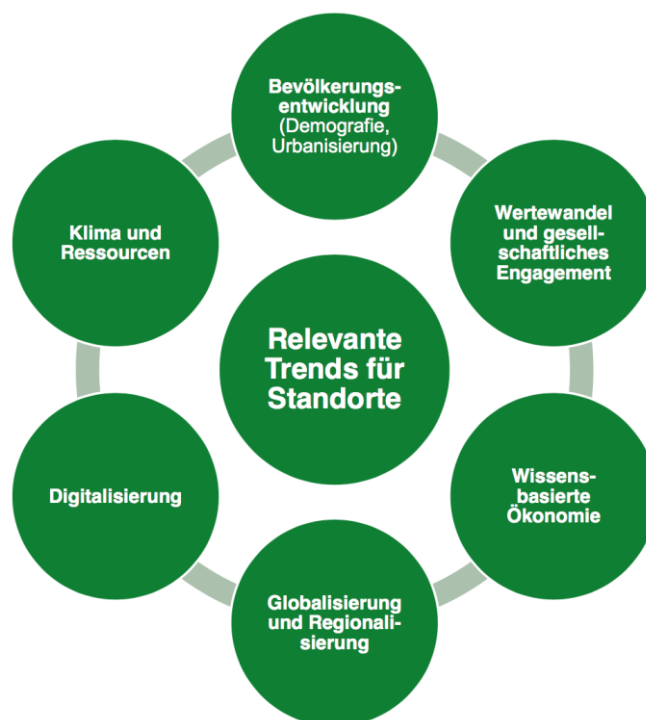 Bevölkerungs-
entwicklung
(Demografie,
Urbanisierung)
Wertewandel
und gesell-
schaftliches
Engagement
Wissens-
basierte
Ökonomie
Globalisierung
und Regionali-
sierung
Digitalisierung
Klima und
Ressourcen
Relevante
Trends für
Standorte